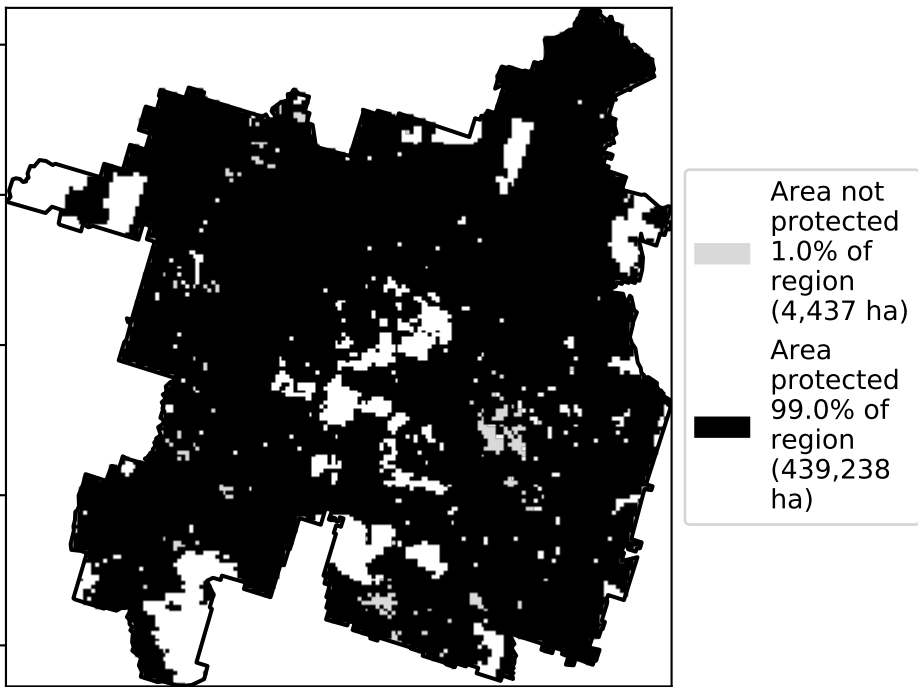 Area not
protected
1.0% of
region
(4,437 ha)
Area
protected
99.0% of
region
(439,238
ha)